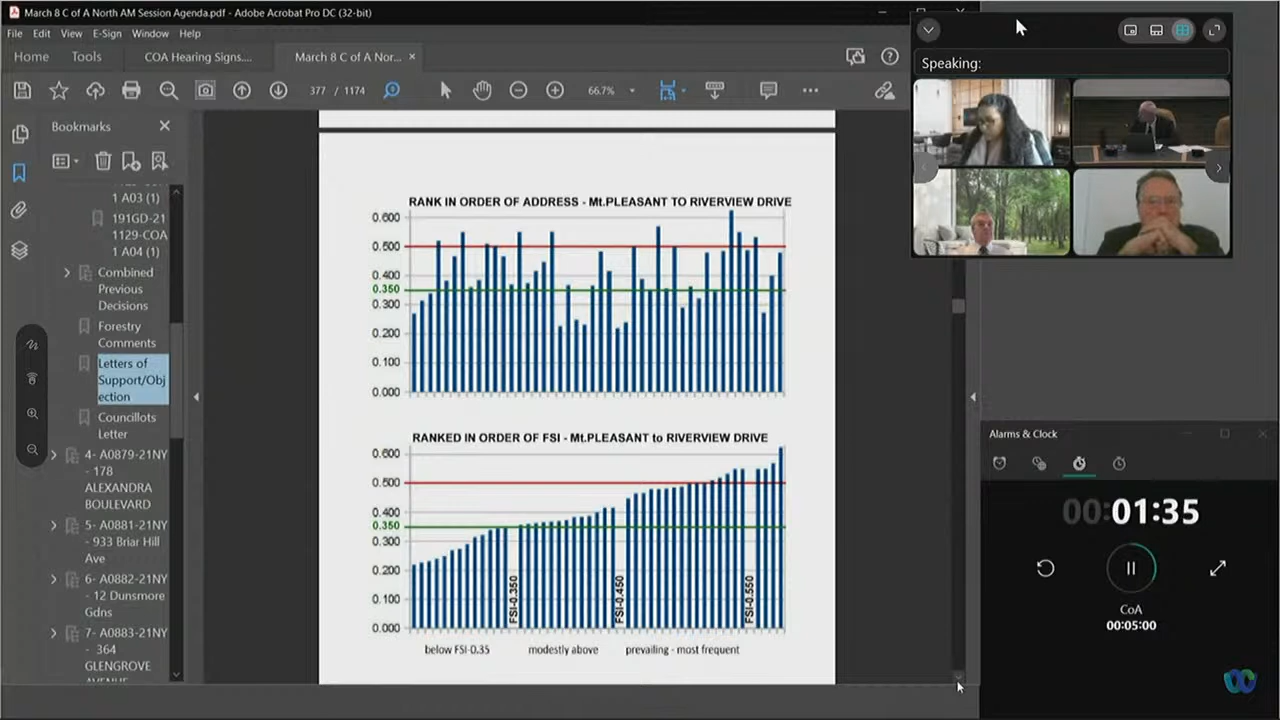 March 8 C of A North AM Session Agenda.pdf - Adobe Acrobat Pro DC (32-bit)
File Edit View E-Sign Window Help
Home Tools COA Hearing Signs.... March 8 C of A Nor... ×
377 / 1174 66.7%
Speaking:
Bookmarks
1 A03 (1)
191GD-21
1129-COA
1 A04 (1)
Combined
Previous
Decisions
Forestry
Comments
Letters of
Support/Obj
ection
Councillots
Letter
4- A0879-21NY
- 178
ALEXANDRA
BOULEVARD
5- A0881-21NY
- 933 Briar Hill
Ave
6- A0882-21NY
- 12 Dunsmore
Gdns
7- A0883-21NY
- 364
GLENGROVE
RANK IN ORDER OF ADDRESS - Mt.PLEASANT TO RIVERVIEW DRIVE
0.600
0.500
0.400
0.350
0.300
0.200
0.100
0.000
RANKED IN ORDER OF FSI - Mt.PLEASANT to RIVERVIEW DRIVE
0.600
0.500
0.400
0.350
0.300
0.200
0.100
0.000
FSI-0.350
FSI-0.450
FSI-0.550
below FSI-0.35 modestly above prevailing - most frequent
Alarms & Clock
00:01:35
CoA
00:05:00